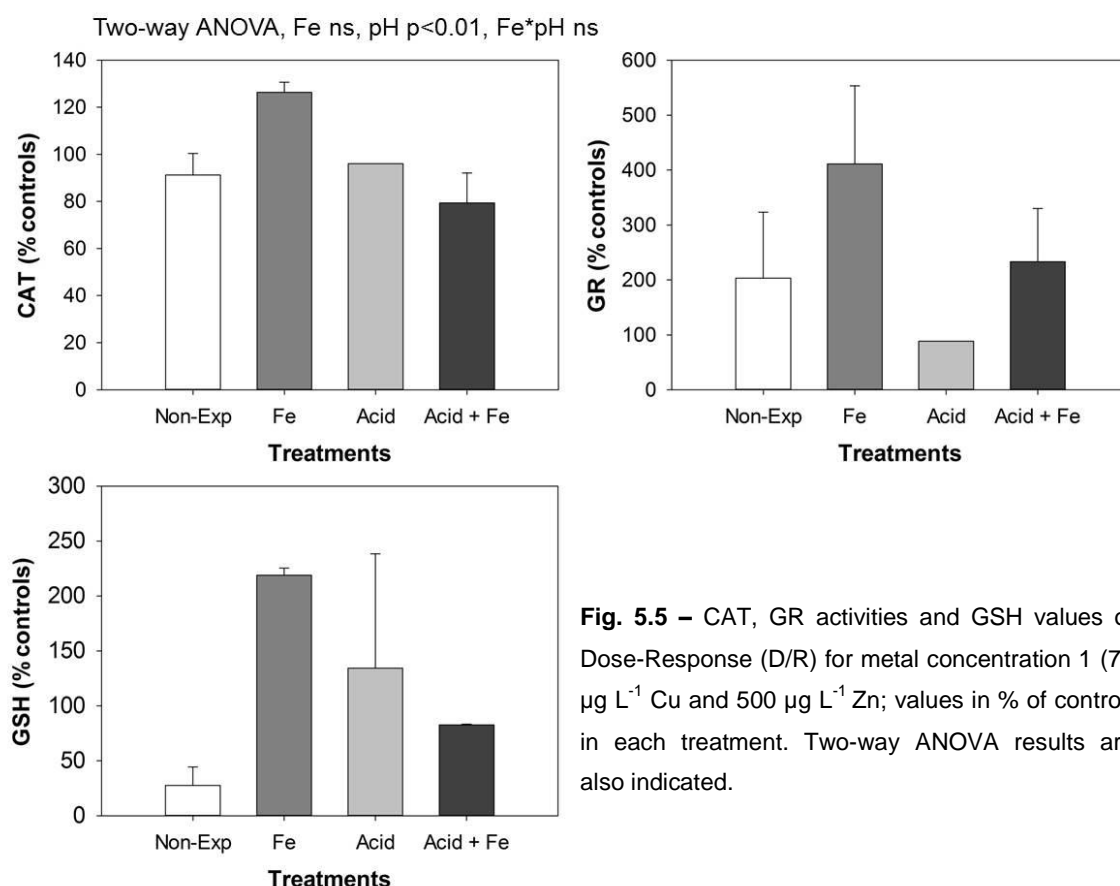 Two-way ANOVA, Fe ns, pH p<0.01, Fe*pH ns
CAT (% controls)
140
120
100
80
60
40
20
0
Non-Exp Fe Acid Acid + Fe
Treatments
GR (% controls)
600
500
400
300
200
100
0
Non-Exp Fe Acid Acid + Fe
Treatments
GSH (% controls)
300
250
200
150
100
50
0
Non-Exp Fe Acid Acid + Fe
Treatments
Fig. 5.5 – CAT, GR activities and GSH values
Dose-Response (D/R) for metal concentration 1 (7
µg L⁻¹ Cu and 500 µg L⁻¹ Zn; values in % of control
in each treatment. Two-way ANOVA results
also indicated.